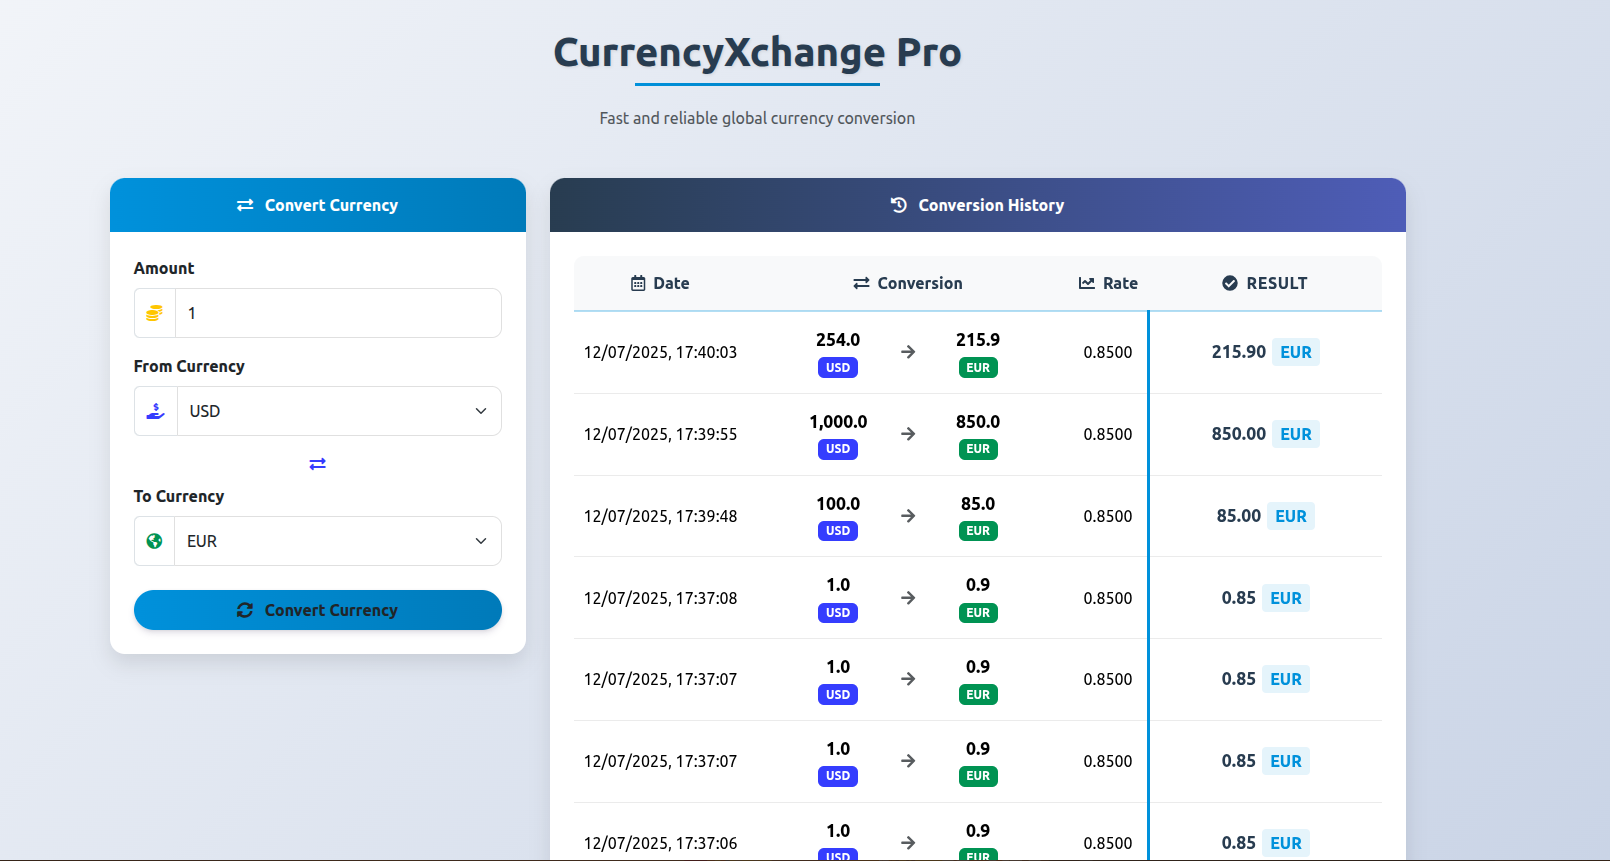 CurrencyXchange Pro
Fast and reliable global currency conversion
Convert Currency
Amount
1
From Currency
USD
To Currency
EUR
Convert Currency
Conversion History
Date Conversion Rate RESULT
12/07/2025, 17:40:03 254.0 USD 215.9 EUR 0.8500 215.90 EUR
12/07/2025, 17:39:55 1,000.0 USD 850.0 EUR 0.8500 850.00 EUR
12/07/2025, 17:39:48 100.0 USD 85.0 EUR 0.8500 85.00 EUR
12/07/2025, 17:37:08 1.0 USD 0.9 EUR 0.8500 0.85 EUR
12/07/2025, 17:37:07 1.0 USD 0.9 EUR 0.8500 0.85 EUR
12/07/2025, 17:37:07 1.0 USD 0.9 EUR 0.8500 0.85 EUR
12/07/2025, 17:37:06 1.0 USD 0.9 EUR 0.8500 0.85 EUR